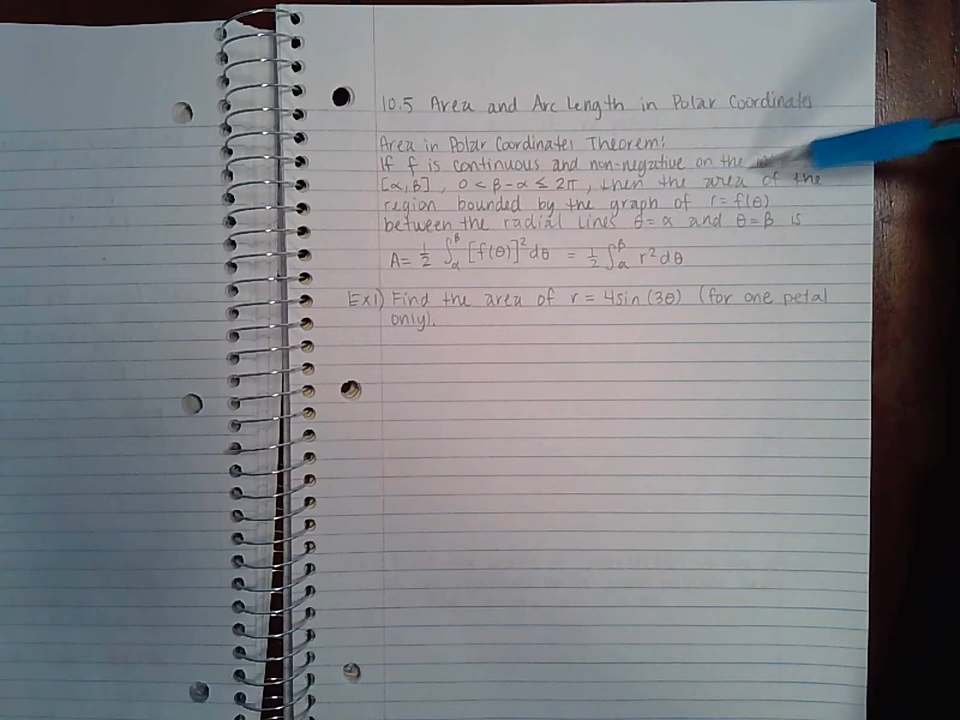 10.5 Area and Arc Length in Polar Coordinates
Area in Polar Coordinates Theorem:
If f is continuous and non-negative on the
[α, β], 0 < β-α ≤ 2π, then the area of the
region bounded by the graph of r = f(θ)
between the radial lines θ=α and θ=β is
A = 1/2 ∫_α^β [f(θ)]² dθ = 1/2 ∫_α^β r² dθ
Ex1) Find the area of r = 4sin(3θ) (for one petal
only).